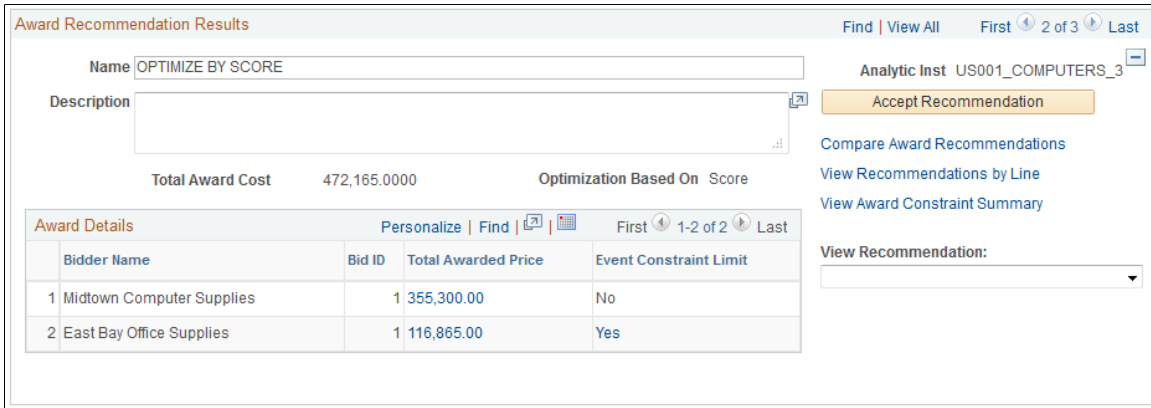 Award Recommendation Results Find | View All First 2 of 3 Last
Name OPTIMIZE BY SCORE Analytic Inst US001_COMPUTERS_3
Description Accept Recommendation
Compare Award Recommendations
View Recommendations by Line
Total Award Cost 472,165.0000 Optimization Based On Score
View Award Constraint Summary
Award Details Personalize | Find | | First 1-2 of 2 Last
View Recommendation:
Bidder Name Bid ID Total Awarded Price Event Constraint Limit
1 Midtown Computer Supplies 1 355,300.00 No
2 East Bay Office Supplies 1 116,865.00 Yes